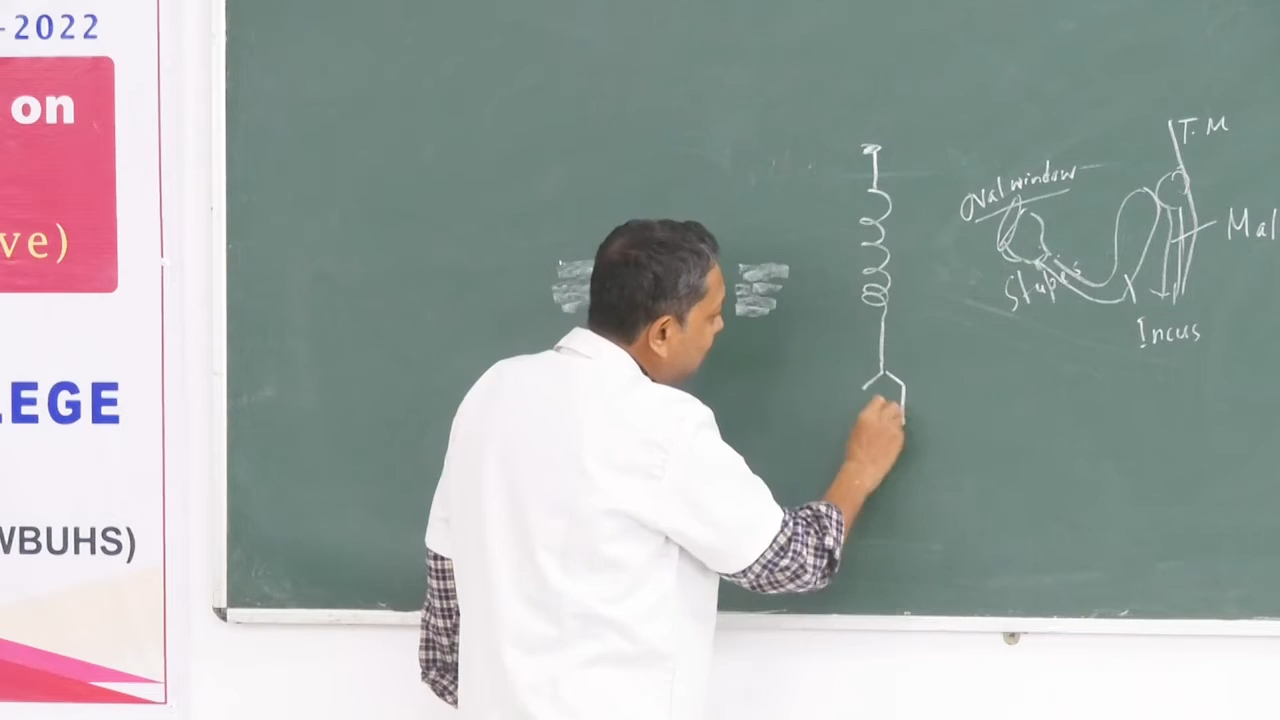 -2022
on
ve)
LEGE
WBUHS)
T.M
Oval window
Mal
Stapes
Incus